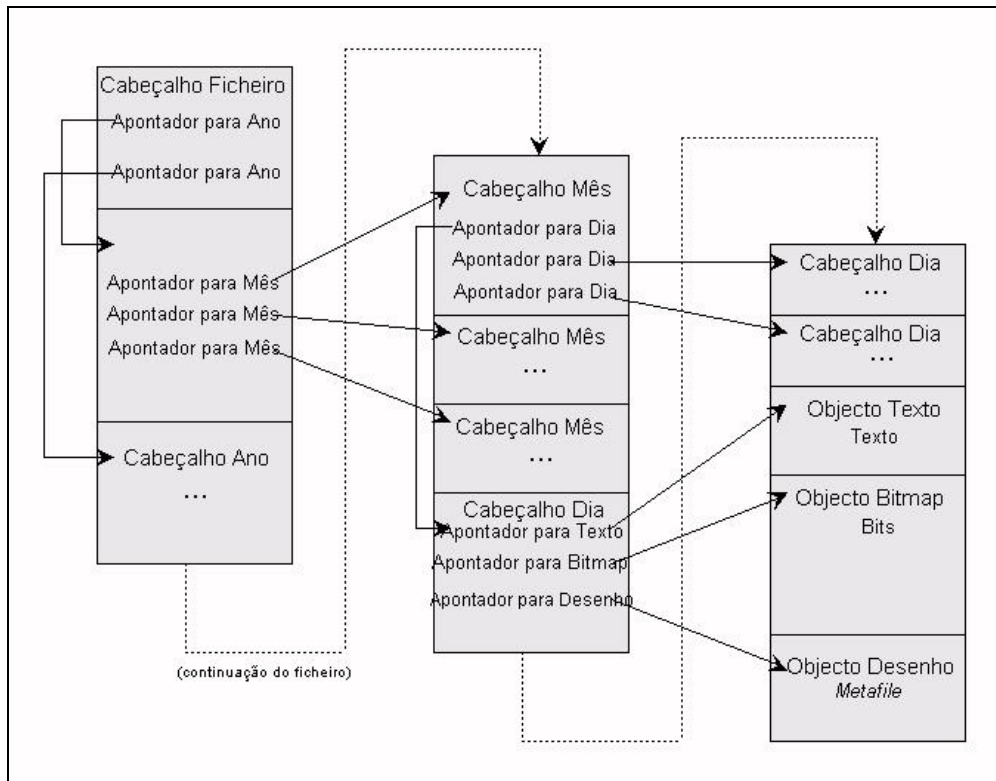 Cabeçalho Ficheiro
Apontador para Ano
Apontador para Ano
Apontador para Mês
Apontador para Mês
Apontador para Mês
Cabeçalho Ano
...
(continuação do ficheiro)
Cabeçalho Mês
Apontador para Dia
Apontador para Dia
Apontador para Dia
Cabeçalho Mês
...
Cabeçalho Mês
...
Cabeçalho Dia
Apontador para Texto
Apontador para Bitmap
Apontador para Desenho
Cabeçalho Dia
...
Cabeçalho Dia
...
Objecto Texto
Texto
Objecto Bitmap
Bits
Objecto Desenho
Metafile